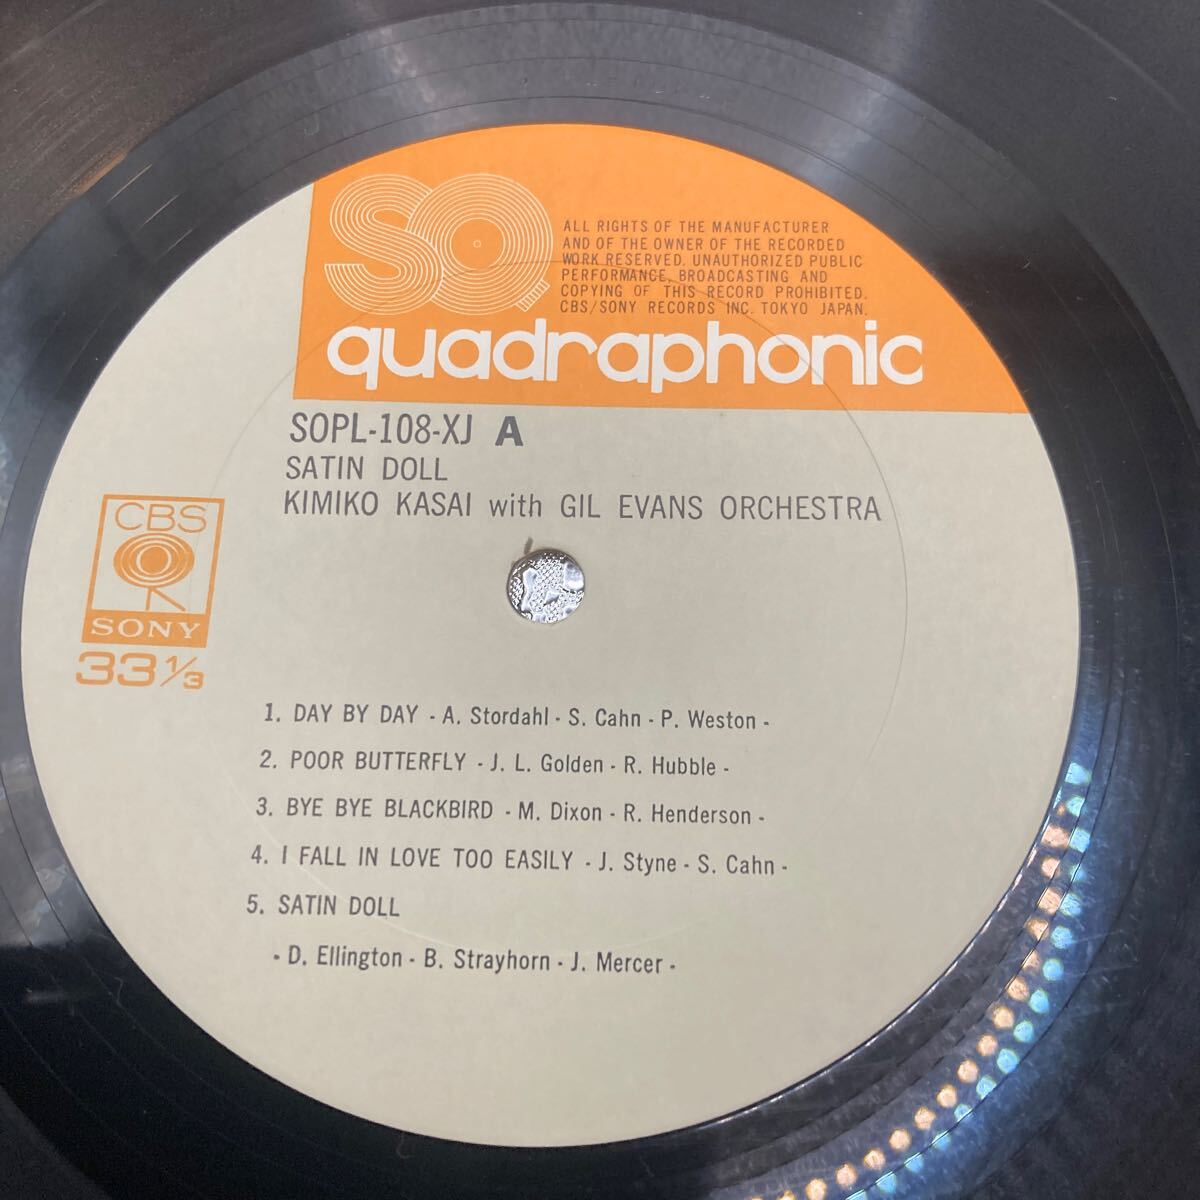 SQ
ALL RIGHTS OF THE MANUFACTURER
AND OF THE OWNER OF THE RECORDED
WORK RESERVED. UNAUTHORIZED PUBLIC
PERFORMANCE, BROADCASTING AND
COPYING OF THIS RECORD PROHIBITED.
CBS/SONY RECORDS INC. TOKYO JAPAN.
quadraphonic
SOPL-108-XJ A
SATIN DOLL
KIMIKO KASAI with GIL EVANS ORCHESTRA
CBS
SONY
33 1/3
1. DAY BY DAY - A. Stordahl - S. Cahn - P. Weston -
2. POOR BUTTERFLY - J. L. Golden - R. Hubble -
3. BYE BYE BLACKBIRD - M. Dixon - R. Henderson -
4. I FALL IN LOVE TOO EASILY - J. Styne - S. Cahn -
5. SATIN DOLL
- D. Ellington - B. Strayhorn - J. Mercer -